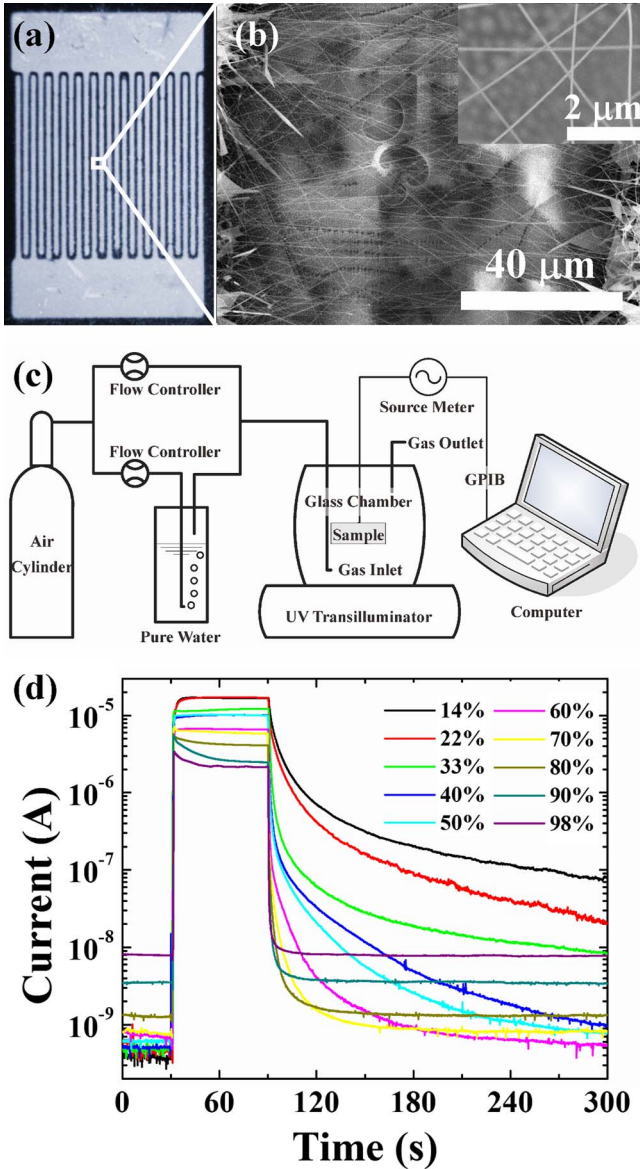 (a)
(b)
2 μm
40 μm
(c)
Flow Controller
Flow Controller
Source Meter
Gas Outlet
GPIB
Glass Chamber
Sample
Air
Cylinder
Gas Inlet
UV Transilluminator
Computer
Pure Water
(d)
10⁻⁵
10⁻⁶
10⁻⁷
10⁻⁸
10⁻⁹
Current (A)
14% 60%
22% 70%
33% 80%
40% 90%
50% 98%
0 60 120 180 240 300
Time (s)